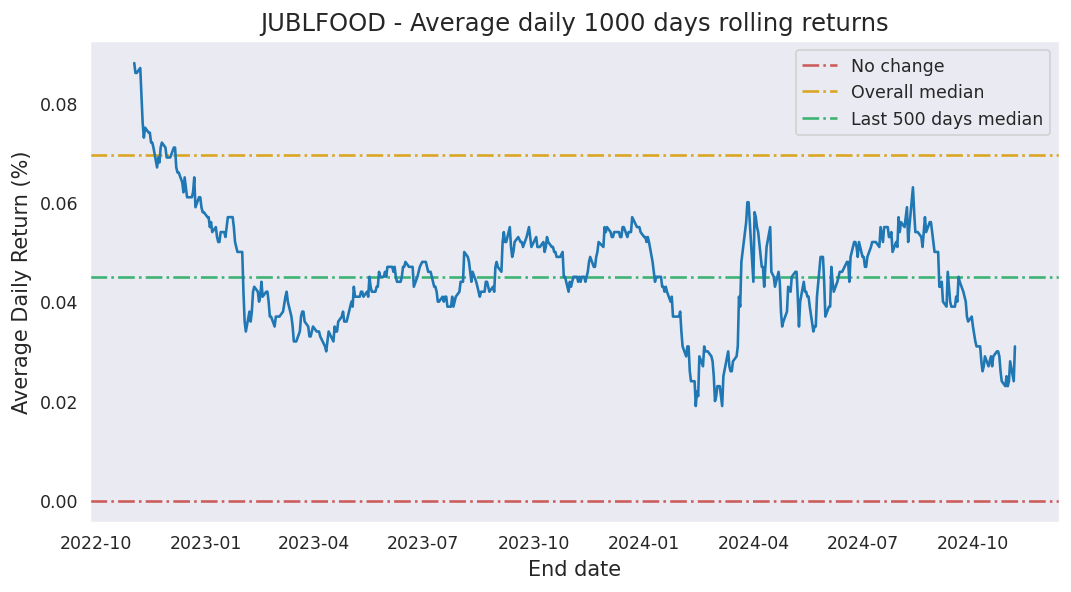 JUBLFOOD - Average daily 1000 days rolling returns
No change
Overall median
Last 500 days median
Average Daily Return (%)
0.08
0.06
0.04
0.02
0.00
2022-10 2023-01 2023-04 2023-07 2023-10 2024-01 2024-04 2024-07 2024-10
End date